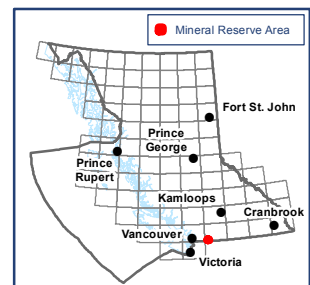 Mineral Reserve Area
Fort St. John
Prince
George
Prince
Rupert
Kamloops
Cranbrook
Vancouver
Victoria